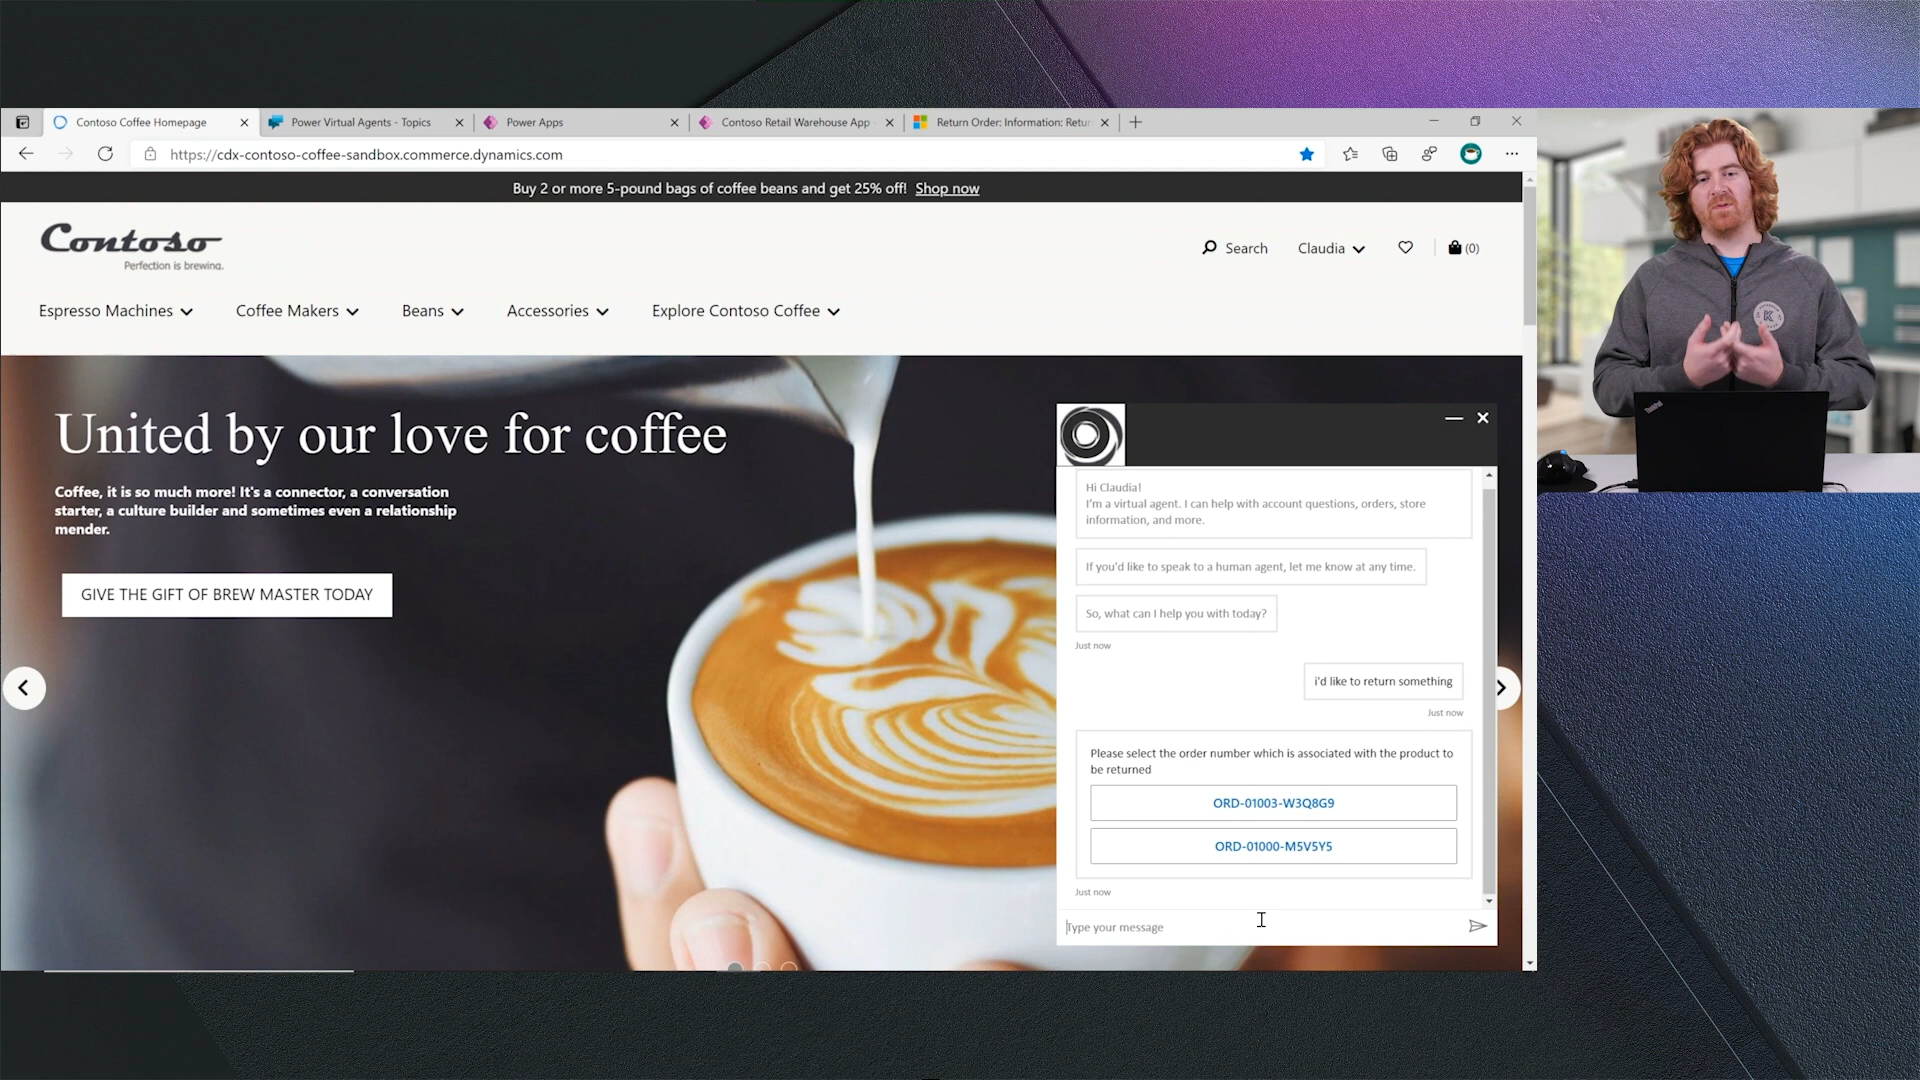 Contoso Coffee Homepage
Power Virtual Agents - Topics
Power Apps
Contoso Retail Warehouse App
Return Order: Information: Retur
https://cdx-contoso-coffee-sandbox.commerce.dynamics.com
Buy 2 or more 5-pound bags of coffee beans and get 25% off! Shop now
Contoso
Perfection is brewing.
Search
Claudia
(0)
Espresso Machines
Coffee Makers
Beans
Accessories
Explore Contoso Coffee
United by our love for coffee
Coffee, it is so much more! It's a connector, a conversation
starter, a culture builder and sometimes even a relationship
mender.
GIVE THE GIFT OF BREW MASTER TODAY
Hi Claudia!
I'm a virtual agent. I can help with account questions, orders, store
information, and more.
If you'd like to speak to a human agent, let me know at any time.
So, what can I help you with today?
Just now
i'd like to return something
Just now
Please select the order number which is associated with the product to
be returned
ORD-01003-W3Q8G9
ORD-01000-M5V5Y5
Just now
Type your message
K
ThinkPad